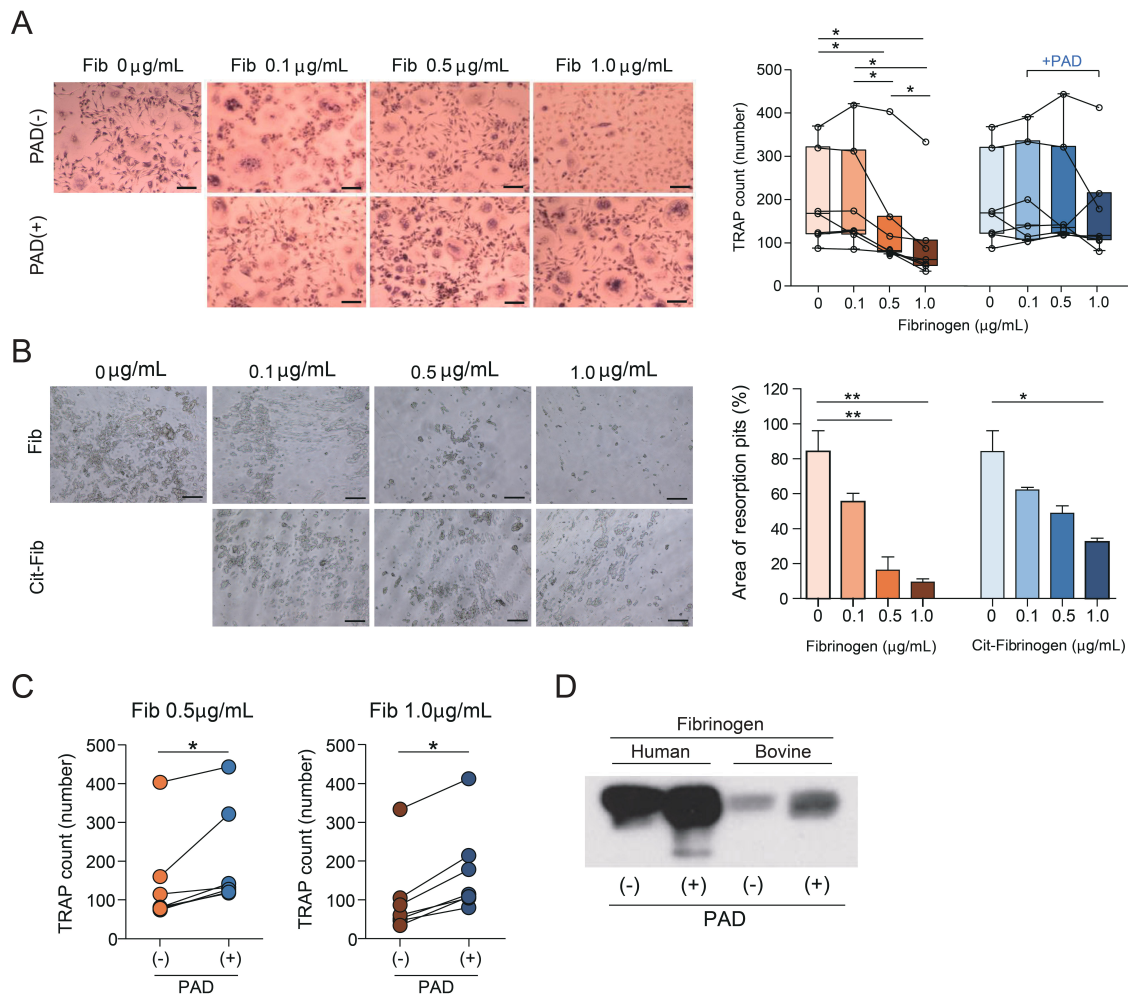 A
Fib 0 µg/mL
Fib 0.1 µg/mL
Fib 0.5 µg/mL
Fib 1.0 µg/mL
PAD(-)
PAD(+)
TRAP count (number)
500
400
300
200
100
0
*
*
*
*
*
+PAD
0 0.1 0.5 1.0 0 0.1 0.5 1.0
Fibrinogen (µg/mL)
B
0 µg/mL
0.1 µg/mL
0.5 µg/mL
1.0 µg/mL
Fib
Cit-Fib
Area of resorption pits (%)
120
100
80
60
40
20
0
**
**
*
0 0.1 0.5 1.0 0 0.1 0.5 1.0
Fibrinogen (µg/mL) Cit-Fibrinogen (µg/mL)
C
Fib 0.5µg/mL
TRAP count (number)
500
400
300
200
100
0
*
(-) (+)
PAD
Fib 1.0µg/mL
TRAP count (number)
500
400
300
200
100
0
*
(-) (+)
PAD
D
Fibrinogen
Human Bovine
(-) (+) (-) (+)
PAD